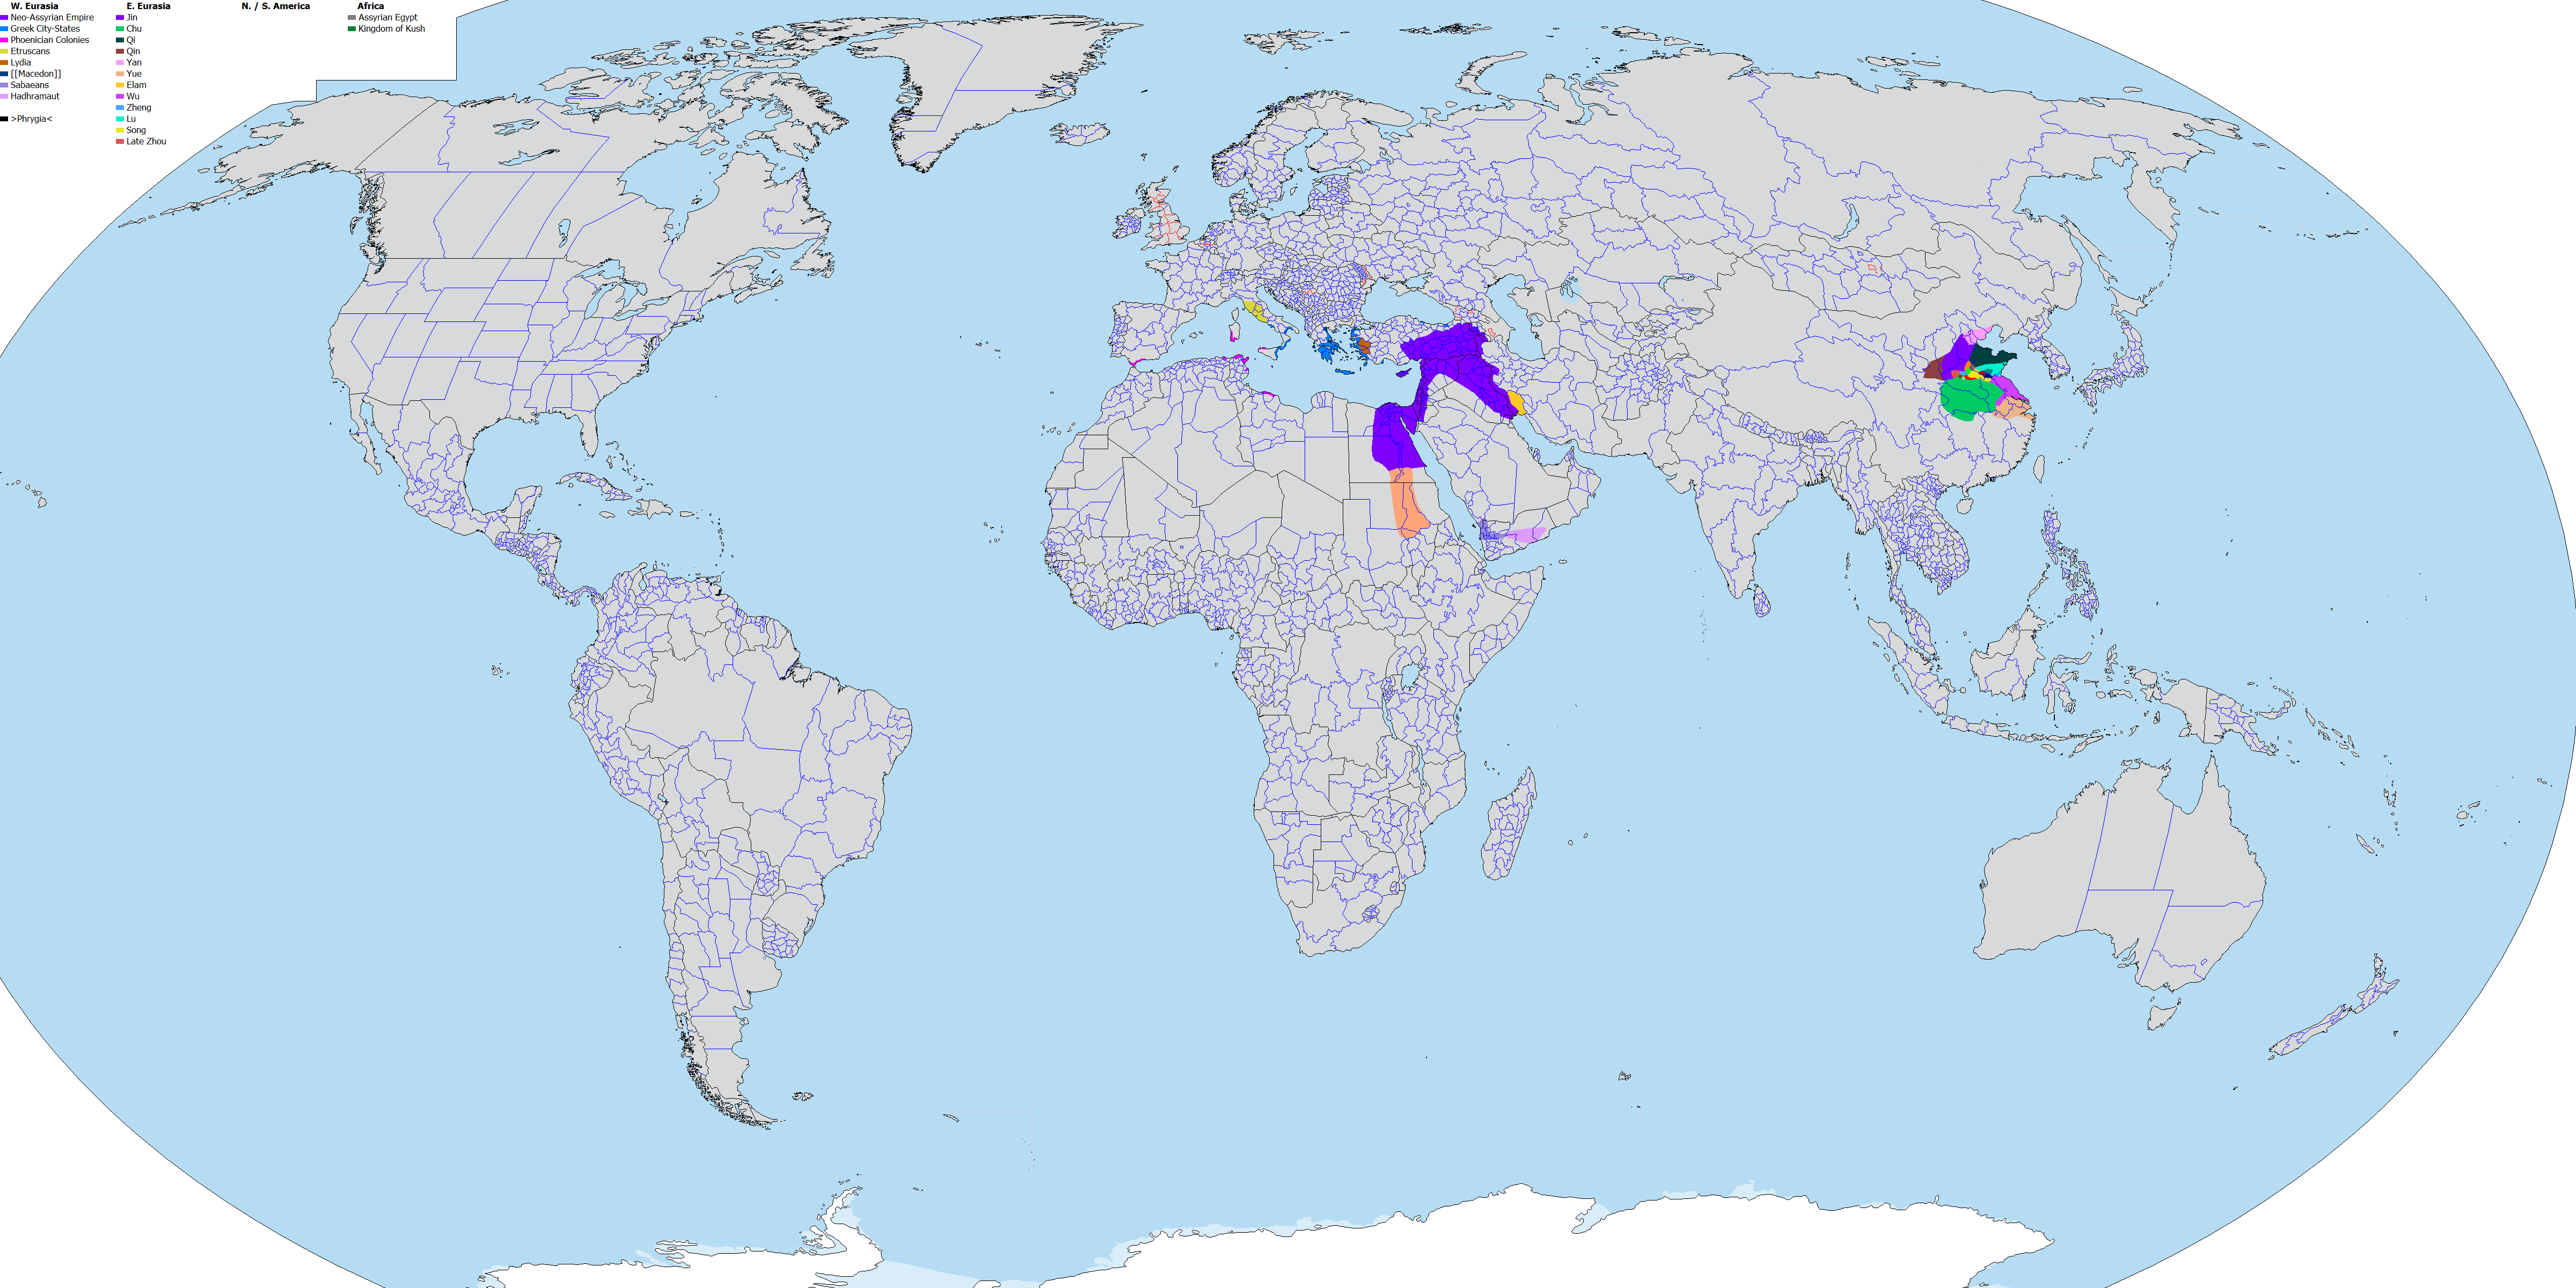 W. Eurasia
Neo-Assyrian Empire
Greek City-States
Phoenician Colonies
Etruscans
Lydia
[[Macedon]]
Sabaeans
Hadhramaut
>Phrygia<
E. Eurasia
Jin
Chu
Qi
Qin
Yan
Yue
Elam
Wu
Zheng
Lu
Song
Late Zhou
N. / S. America
Africa
Assyrian Egypt
Kingdom of Kush